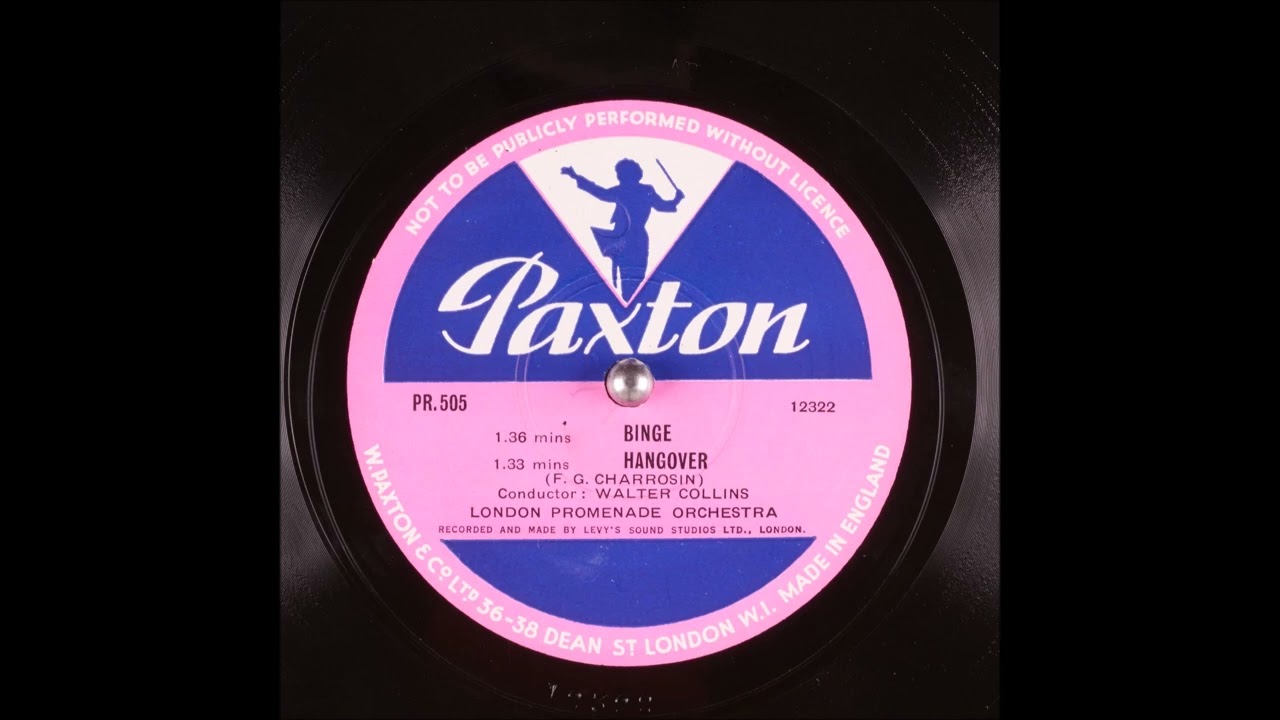 NOT TO BE PUBLICLY PERFORMED WITHOUT LICENCE
Paxton
PR.505 12322
1.36 mins BINGE
1.33 mins HANGOVER
(F. G. CHARROSIN)
Conductor: WALTER COLLINS
LONDON PROMENADE ORCHESTRA
RECORDED AND MADE BY LEVY'S SOUND STUDIOS LTD., LONDON.
W. PAXTON & CO LTD 36-38 DEAN ST LONDON W.I. MADE IN ENGLAND